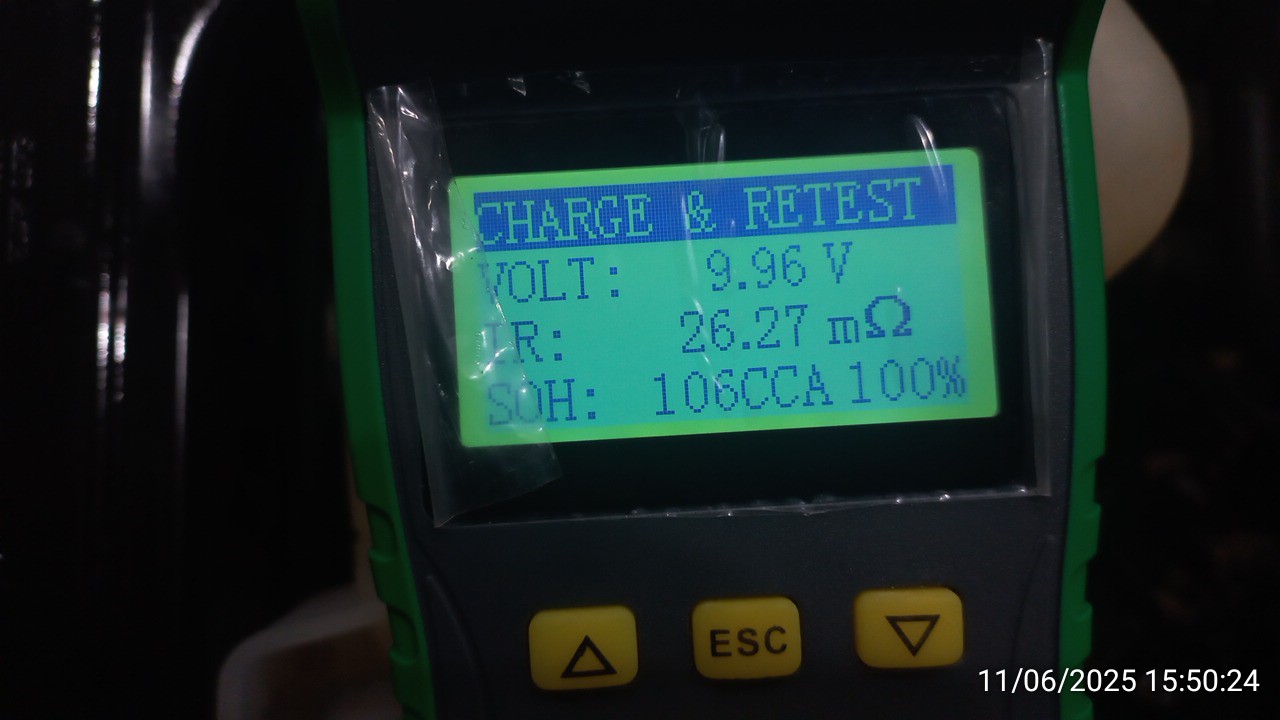 CHARGE & RETEST
VOLT: 9.96 V
IR: 26.27 mΩ
SOH: 106CCA 100%
ESC
11/06/2025 15:50:24